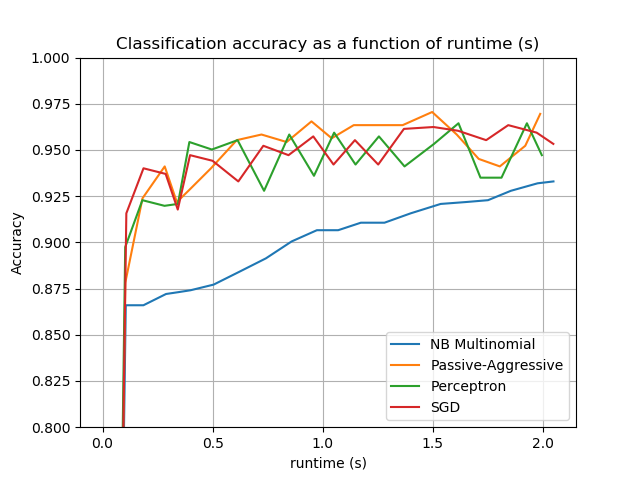 Classification accuracy as a function of runtime (s)
1.000
0.975
0.950
0.925
0.900
0.875
0.850
0.825
0.800
Accuracy
NB Multinomial
Passive-Aggressive
Perceptron
SGD
0.0 0.5 1.0 1.5 2.0
runtime (s)